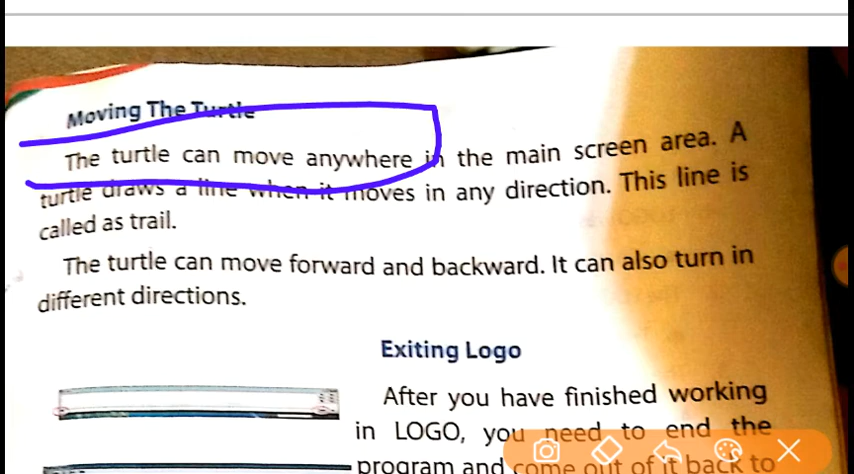 Moving The Turtle
The turtle can move anywhere in the main screen area. A
turtle draws a line when it moves in any direction. This line is
called as trail.
The turtle can move forward and backward. It can also turn in
different directions.
Exiting Logo
After you have finished working
in LOGO, you need to end the
program and come out of it back to